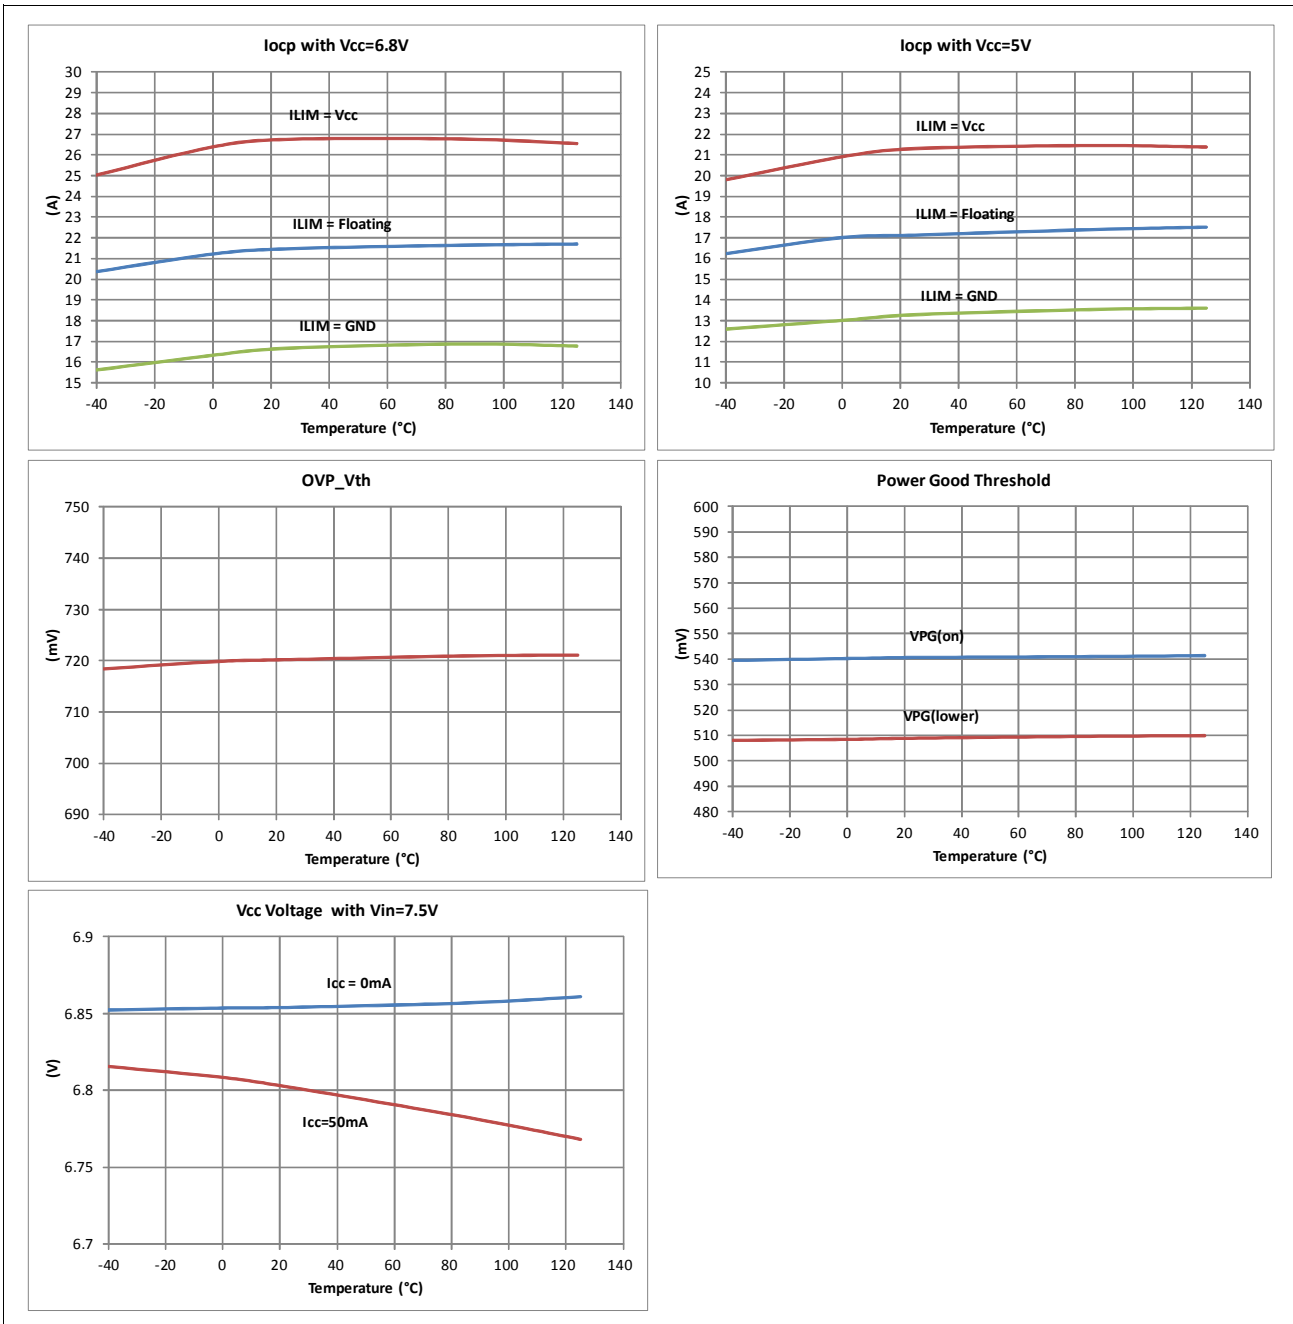 Iocp with Vcc=6.8V
30
29
28
27
26
25
24
23
22
21
20
19
18
17
16
15
(A)
ILIM = Vcc
ILIM = Floating
ILIM = GND
-40 -20 0 20 40 60 80 100 120 140
Temperature (°C)
Iocp with Vcc=5V
25
24
23
22
21
20
19
18
17
16
15
14
13
12
11
10
(A)
ILIM = Vcc
ILIM = Floating
ILIM = GND
-40 -20 0 20 40 60 80 100 120 140
Temperature (°C)
OVP_Vth
750
740
730
720
710
700
690
(mV)
-40 -20 0 20 40 60 80 100 120 140
Temperature (°C)
Power Good Threshold
600
590
580
570
560
550
540
530
520
510
500
490
480
(mV)
VPG(on)
VPG(lower)
-40 -20 0 20 40 60 80 100 120 140
Temperature (°C)
Vcc Voltage with Vin=7.5V
6.9
6.85
6.8
6.75
6.7
(V)
Icc = 0mA
Icc=50mA
-40 -20 0 20 40 60 80 100 120 140
Temperature (°C)